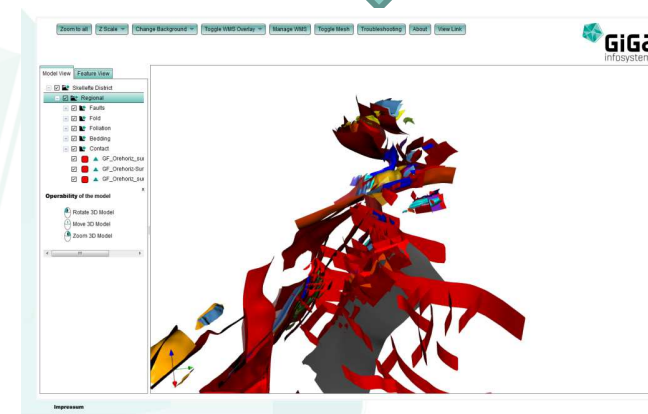 Zoom to all Z Scale Change Background Toggle WMS Overlay Manage WMS Toggle Mesh Troubleshooting About View Link
GiGa
infosystem
Model View Feature View
Skellefte District
Regional
Faults
Fold
Foliation
Bedding
Contact
GF_Orehoriz_sur
GF_Orehoriz-Sur
GF_Orehoriz_sur
Operability of the model
Rotate 3D Model
Move 3D Model
Zoom 3D Model
Impressum